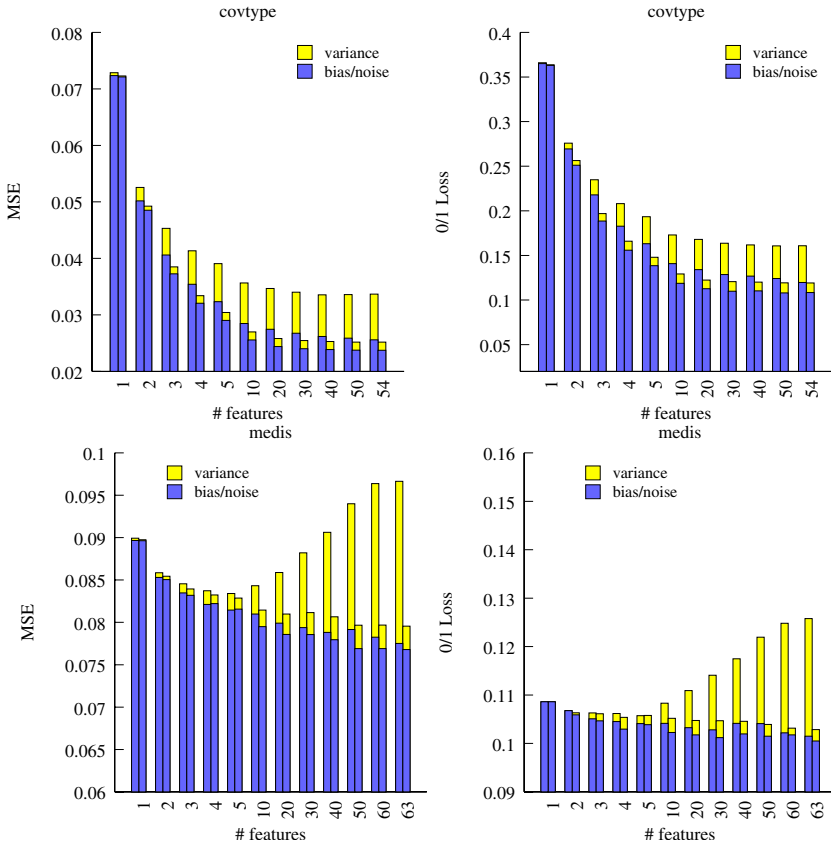 covtype
0.08
0.07
0.06
0.05
0.04
0.03
0.02
MSE
variance
bias/noise
1 2 3 4 5 10 20 30 40 50 54
# features
covtype
0.4
0.35
0.3
0.25
0.2
0.15
0.1
0.05
0/1 Loss
variance
bias/noise
1 2 3 4 5 10 20 30 40 50 54
# features
medis
0.1
0.095
0.09
0.085
0.08
0.075
0.07
0.065
0.06
MSE
variance
bias/noise
1 2 3 4 5 10 20 30 40 50 60 63
# features
medis
0.16
0.15
0.14
0.13
0.12
0.11
0.1
0.09
0/1 Loss
variance
bias/noise
1 2 3 4 5 10 20 30 40 50 60 63
# features